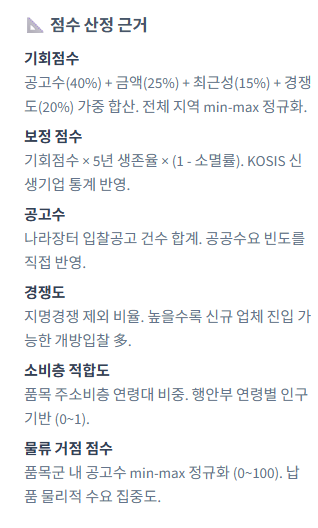 📐 점수 산정 근거
기회점수
공고수(40%) + 금액(25%) + 최근성(15%) + 경쟁
도(20%) 가중 합산. 전체 지역 min-max 정규화.
보정 점수
기회점수 × 5년 생존율 × (1 - 소멸률). KOSIS 신
생기업 통계 반영.
공고수
나라장터 입찰공고 건수 합계. 공공수요 빈도를
직접 반영.
경쟁도
지명경쟁 제외 비율. 높을수록 신규 업체 진입 가
능한 개방입찰 多.
소비층 적합도
품목 주소비층 연령대 비중. 행안부 연령별 인구
기반 (0~1).
물류 거점 점수
품목군 내 공고수 min-max 정규화 (0~100). 납
품 물리적 수요 집중도.